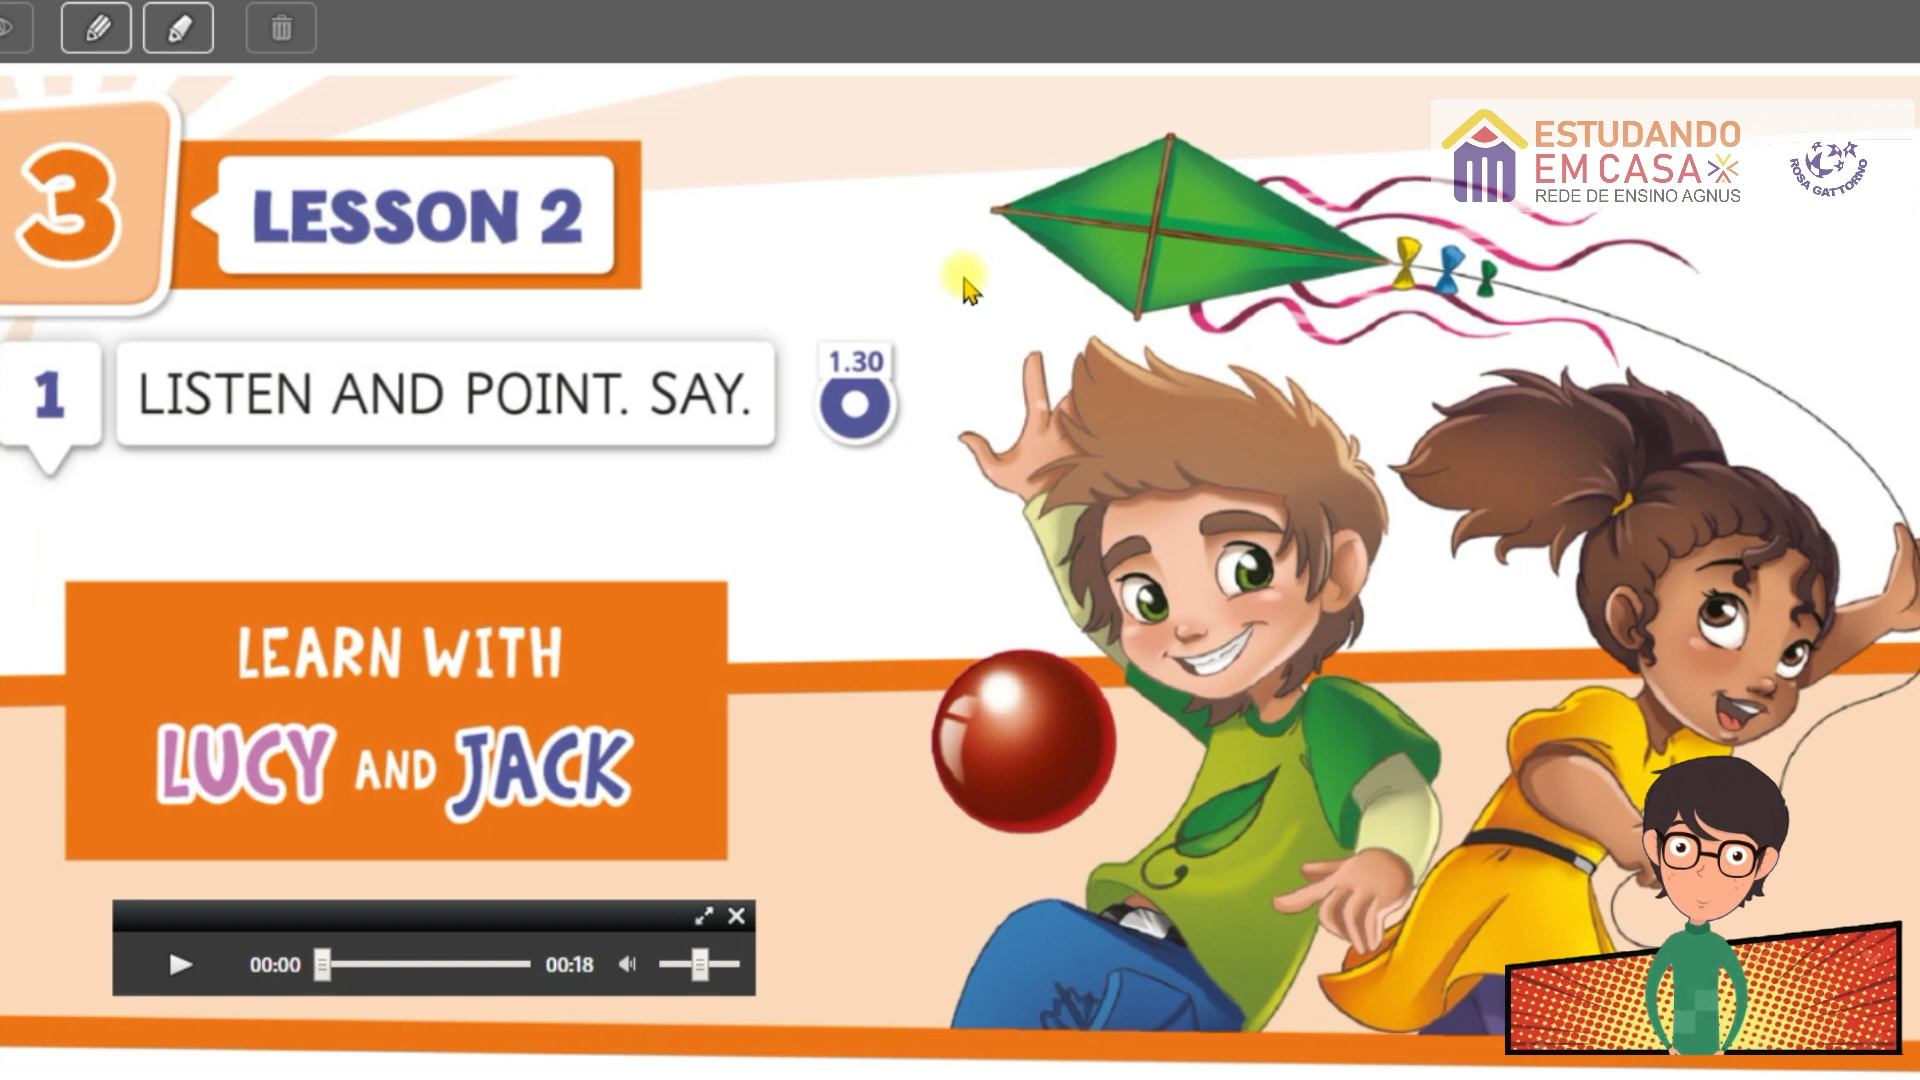 3
LESSON 2
1
LISTEN AND POINT. SAY.
1.30
LEARN WITH
LUCY AND JACK
00:00
00:18
ESTUDANDO
EM CASA
REDE DE ENSINO AGNUS
ROSA GATTORNO